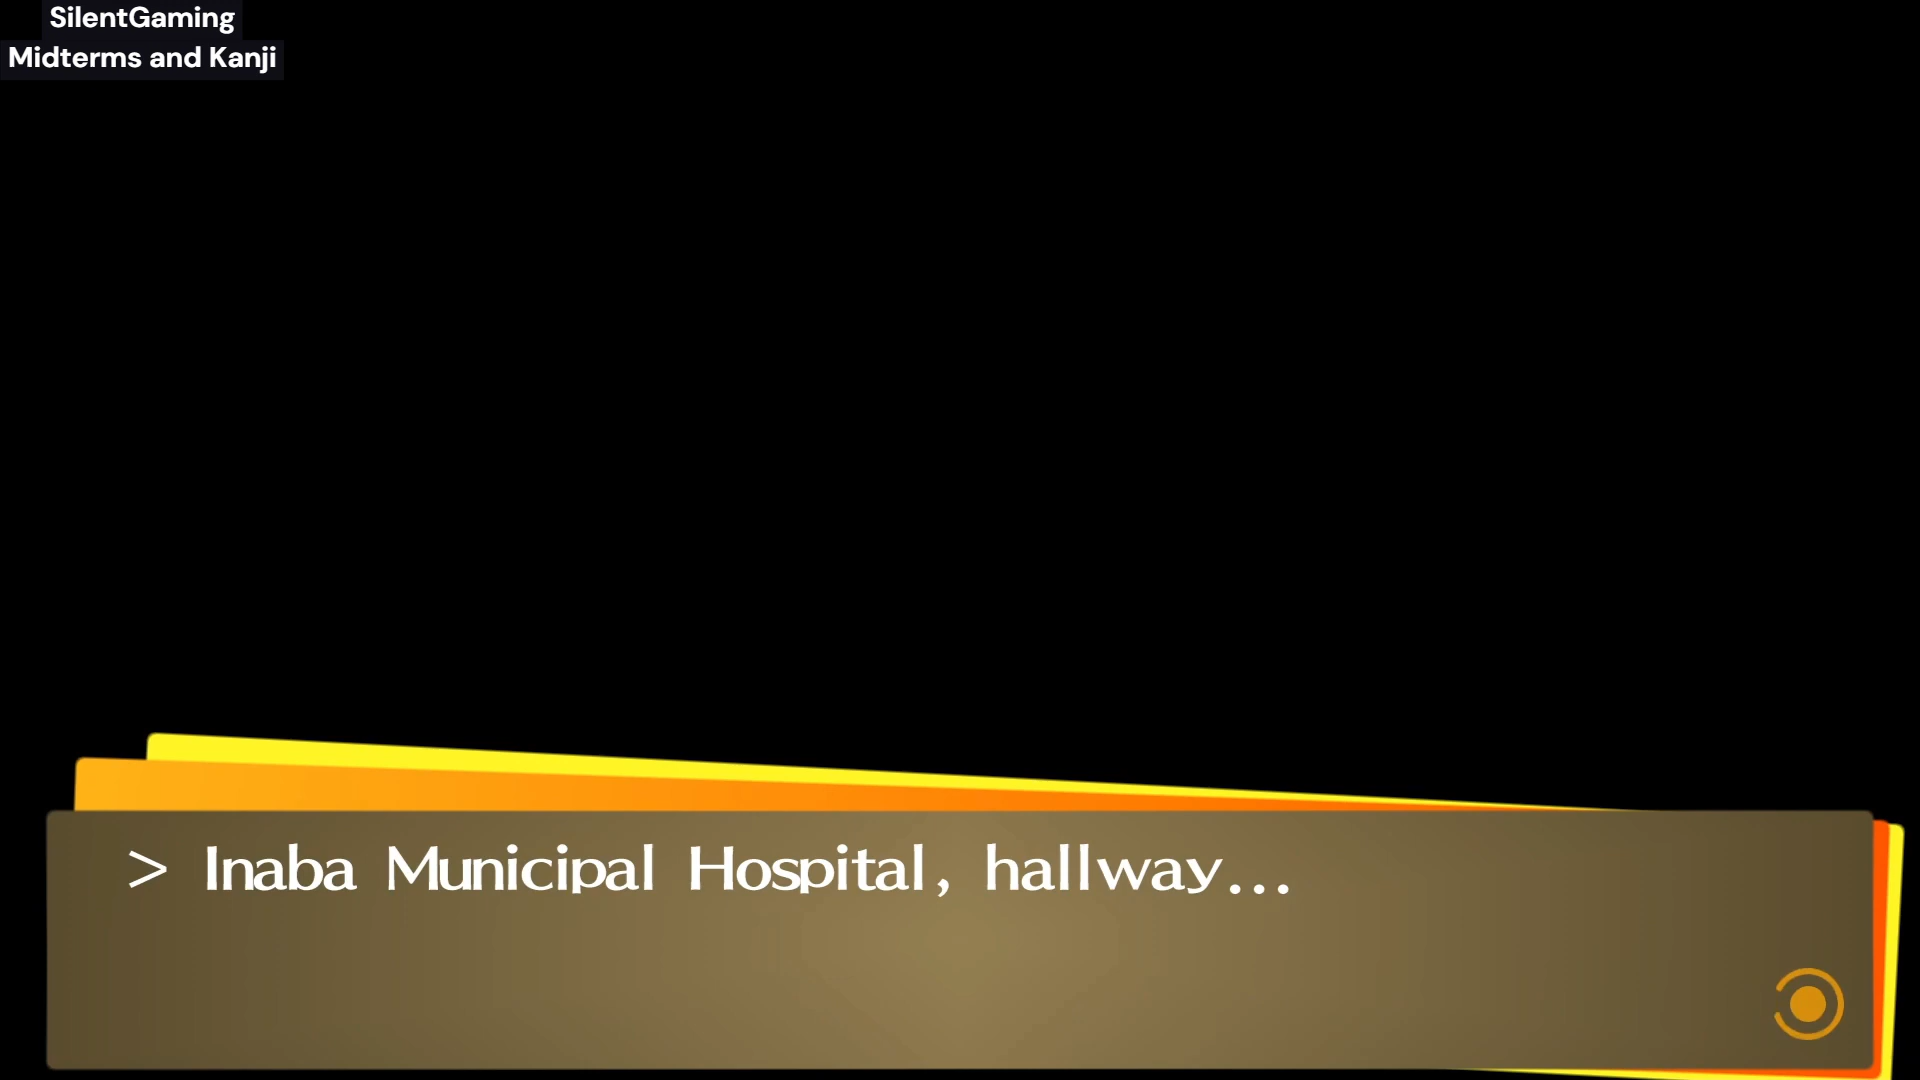 SilentGaming
Midterms and Kanji
> Inaba Municipal Hospital, hallway...